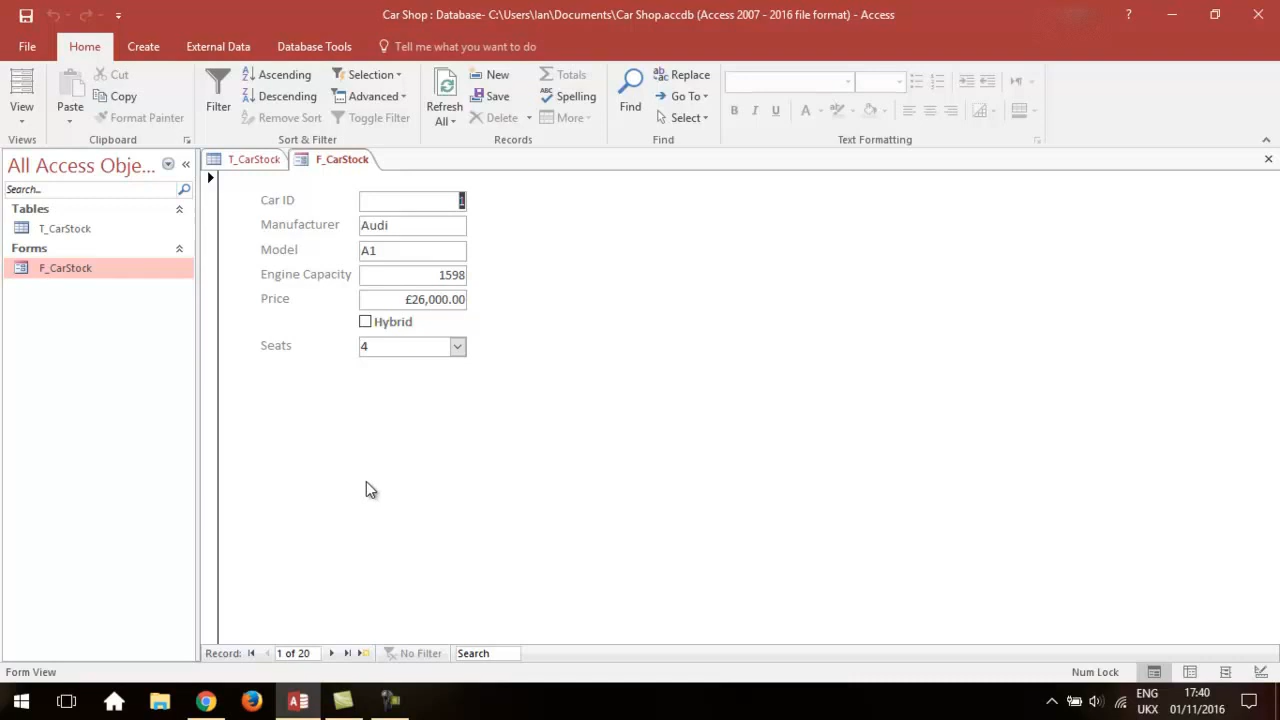 Car Shop : Database- C:\Users\Ian\Documents\Car Shop.accdb (Access 2007 - 2016 file format) - Access
File Home Create External Data Database Tools Tell me what you want to do
View
Views
Paste
Cut
Copy
Format Painter
Clipboard
Filter
Ascending
Descending
Remove Sort
Selection
Advanced
Toggle Filter
Sort & Filter
Refresh
All
New
Save
Delete
Totals
Spelling
More
Records
Find
Replace
Go To
Select
Find
Text Formatting
All Access Obje...
Search...
Tables
T_CarStock
Forms
F_CarStock
T_CarStock F_CarStock
Car ID 1
Manufacturer Audi
Model A1
Engine Capacity 1598
Price £26,000.00
Hybrid
Seats 4
Record: 1 of 20 No Filter Search
Form View Num Lock
ENG 17:40
UKX 01/11/2016